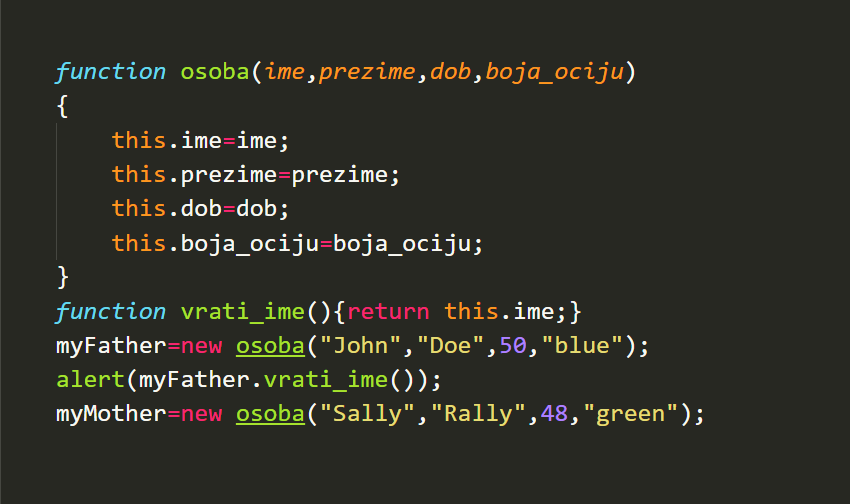 function osoba(ime,prezime,dob,boja_ociju)
{
this.ime=ime;
this.prezime=prezime;
this.dob=dob;
this.boja_ociju=boja_ociju;
}
function vrati_ime(){return this.ime;}
myFather=new osoba("John","Doe",50,"blue");
alert(myFather.vrati_ime());
myMother=new osoba("Sally","Rally",48,"green");